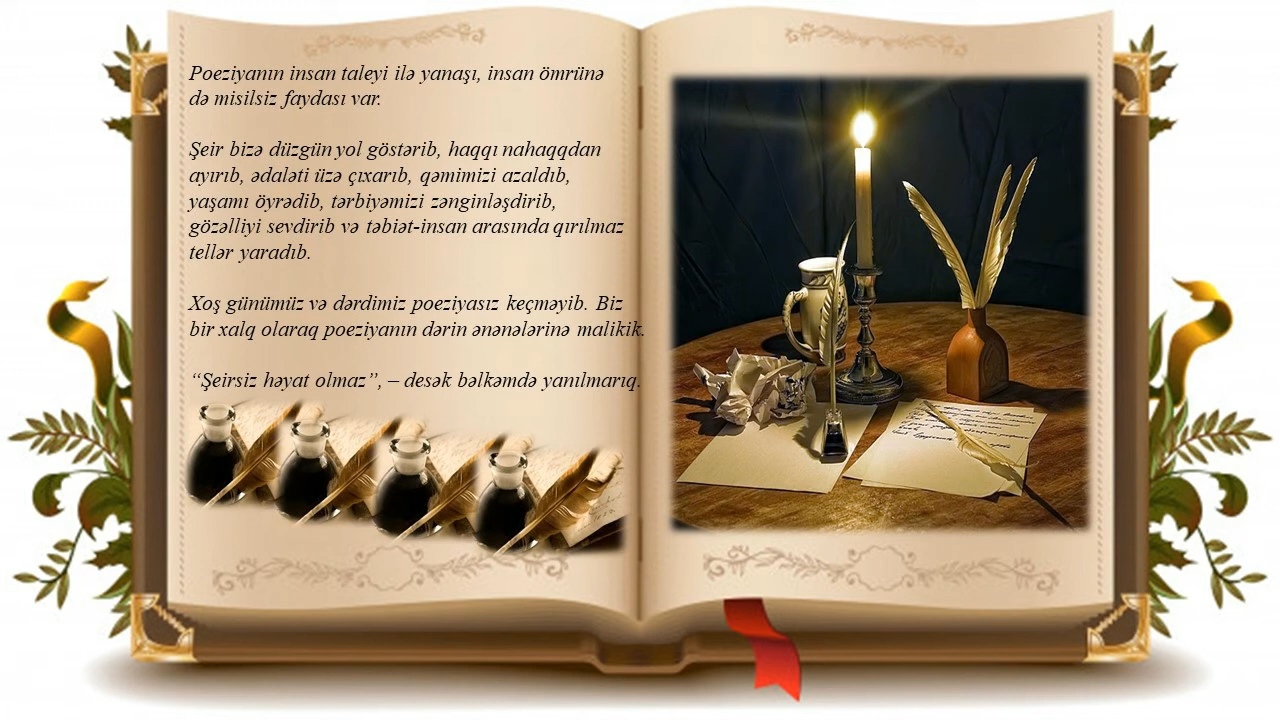 Poeziyanın insan taleyi ilə yanaşı, insan ömrünə
də misilsiz faydası var.
Şeir bizə düzgün yol göstərib, haqqı nahaqqdan
ayırıb, ədaləti üzə çıxarıb, qəmimizi azaldıb,
yaşamı öyrədib, tərbiyəmizi zənginləşdirib,
gözəlliyi sevdirib və təbiət-insan arasında qırılmaz
tellər yaradıb.
Xoş günümüz və dərdimiz poeziyasız keçməyib. Biz
bir xalq olaraq poeziyanın dərin ənənələrinə malikik.
“Şeirsiz həyat olmaz”, – desək bəlkəmdə yanılmarıq.